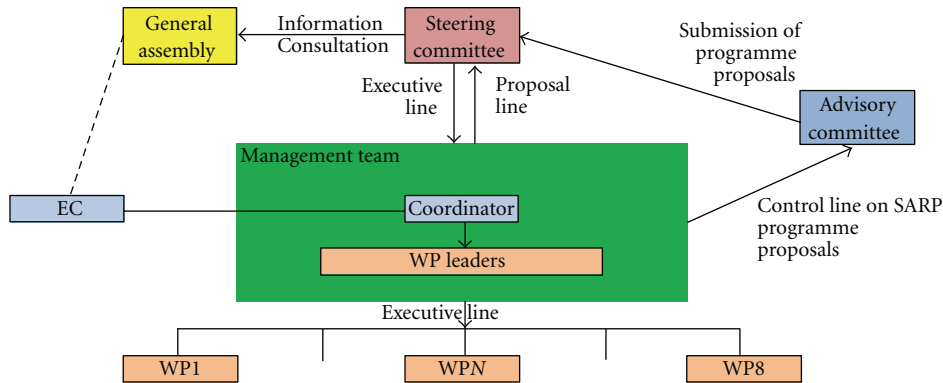 General
assembly
Information
Consultation
Steering
committee
Submission of
programme
proposals
Executive
line
Proposal
line
Advisory
committee
Management team
EC
Coordinator
Control line on SARP
programme
proposals
WP leaders
Executive line
WP1
WPN
WP8